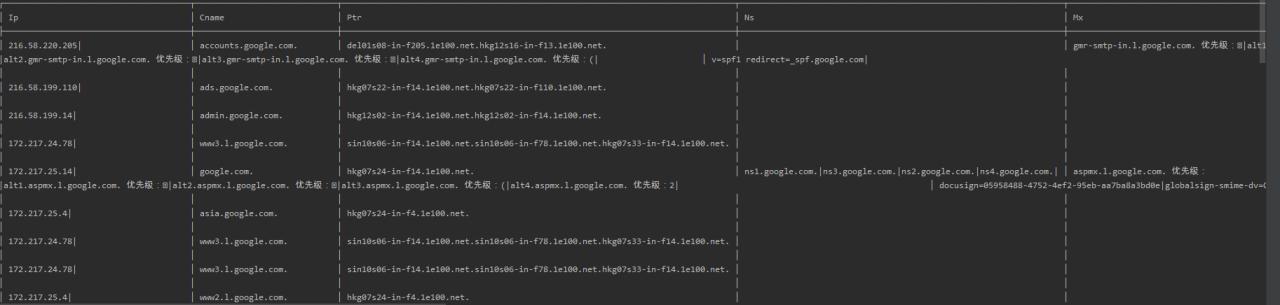 Ip Cname Ptr Ns Mx
216.58.220.205| accounts.google.com. del01s08-in-f205.1e100.net.hkg12s16-in-f13.1e100.net. gmr-smtp-in.l.google.com. 优先级：|alt1
|alt2.gmr-smtp-in.l.google.com. 优先级：|alt3.gmr-smtp-in.l.google.com. 优先级：|alt4.gmr-smtp-in.l.google.com. 优先级：(| | v=spf1 redirect=_spf.google.com|
216.58.199.110| ads.google.com. hkg07s22-in-f14.1e100.net.hkg07s22-in-f110.1e100.net.
216.58.199.14| admin.google.com. hkg12s02-in-f14.1e100.net.hkg12s02-in-f14.1e100.net.
172.217.24.78| www3.l.google.com. sin10s06-in-f14.1e100.net.sin10s06-in-f78.1e100.net.hkg07s33-in-f14.1e100.net.
172.217.25.14| google.com. hkg07s24-in-f14.1e100.net. ns1.google.com.|ns3.google.com.|ns2.google.com.|ns4.google.com.| aspmx.l.google.com. 优先级：
|alt1.aspmx.l.google.com. 优先级：|alt2.aspmx.l.google.com. 优先级：|alt3.aspmx.l.google.com. 优先级：(|alt4.aspmx.l.google.com. 优先级：2| | docusign=05958488-4752-4ef2-95eb-aa7ba8a3bd0e|globalsign-smime-dv=
172.217.25.4| asia.google.com. hkg07s24-in-f4.1e100.net.
172.217.24.78| www3.l.google.com. sin10s06-in-f14.1e100.net.sin10s06-in-f78.1e100.net.hkg07s33-in-f14.1e100.net.
172.217.24.78| www3.l.google.com. sin10s06-in-f14.1e100.net.sin10s06-in-f78.1e100.net.hkg07s33-in-f14.1e100.net.
172.217.25.4| www2.l.google.com. hkg07s24-in-f4.1e100.net.